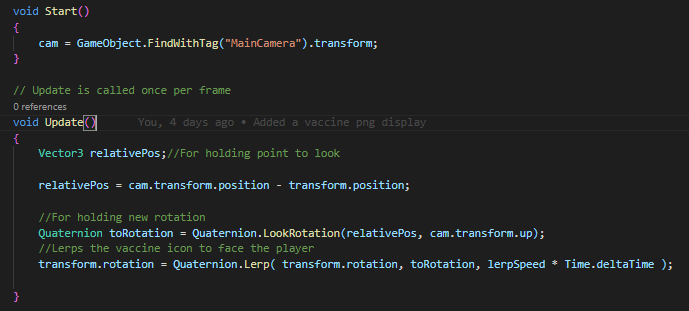 void Start()
{
cam = GameObject.FindWithTag("MainCamera").transform;
}
// Update is called once per frame
0 references
void Update() You, 4 days ago • Added a vaccine png display
{
Vector3 relativePos;//For holding point to look
relativePos = cam.transform.position - transform.position;
//For holding new rotation
Quaternion toRotation = Quaternion.LookRotation(relativePos, cam.transform.up);
//Lerps the vaccine icon to face the player
transform.rotation = Quaternion.Lerp( transform.rotation, toRotation, lerpSpeed * Time.deltaTime );
}